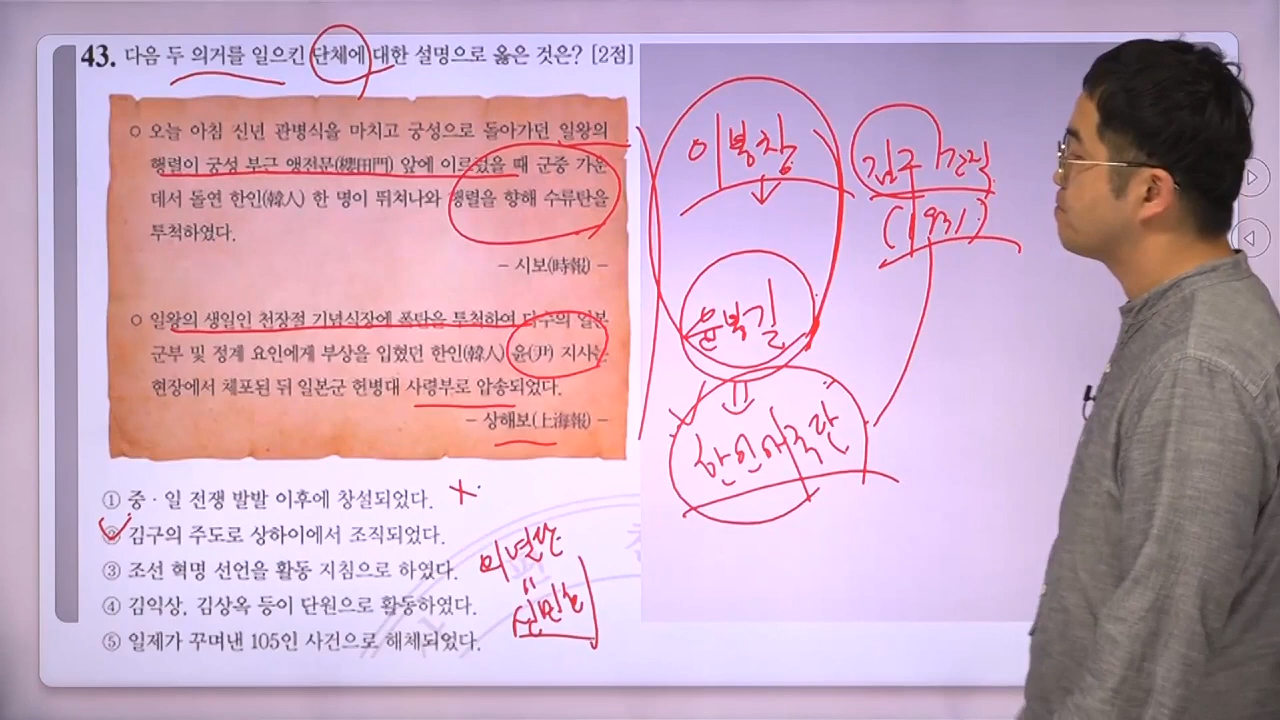 43. 다음 두 의거를 일으킨 단체에 대한 설명으로 옳은 것은? [2점]
○ 오늘 아침 신년 관병식을 마치고 궁성으로 돌아가던 일왕의
행렬이 궁성 부근 앵전문(櫻田門) 앞에 이르렀을 때 군중 가운
데서 돌연 한인(韓人) 한 명이 뛰쳐나와 행렬을 향해 수류탄을
투척하였다.
- 시보(時報) -
○ 일왕의 생일인 천장절 기념식장에 폭탄을 투척하여 다수의 일본
군부 및 정계 요인에게 부상을 입혔던 한인(韓人) 윤(尹) 지사는
현장에서 체포된 뒤 일본군 헌병대 사령부로 압송되었다.
- 상해보(上海報) -
① 중·일 전쟁 발발 이후에 창설되었다.
② 김구의 주도로 상하이에서 조직되었다.
③ 조선 혁명 선언을 활동 지침으로 하였다.
④ 김익상, 김상옥 등이 단원으로 활동하였다.
⑤ 일제가 꾸며낸 105인 사건으로 해체되었다.
의열단
신민회
이봉창
윤봉길
한인애국단
김구 조직
(1931)